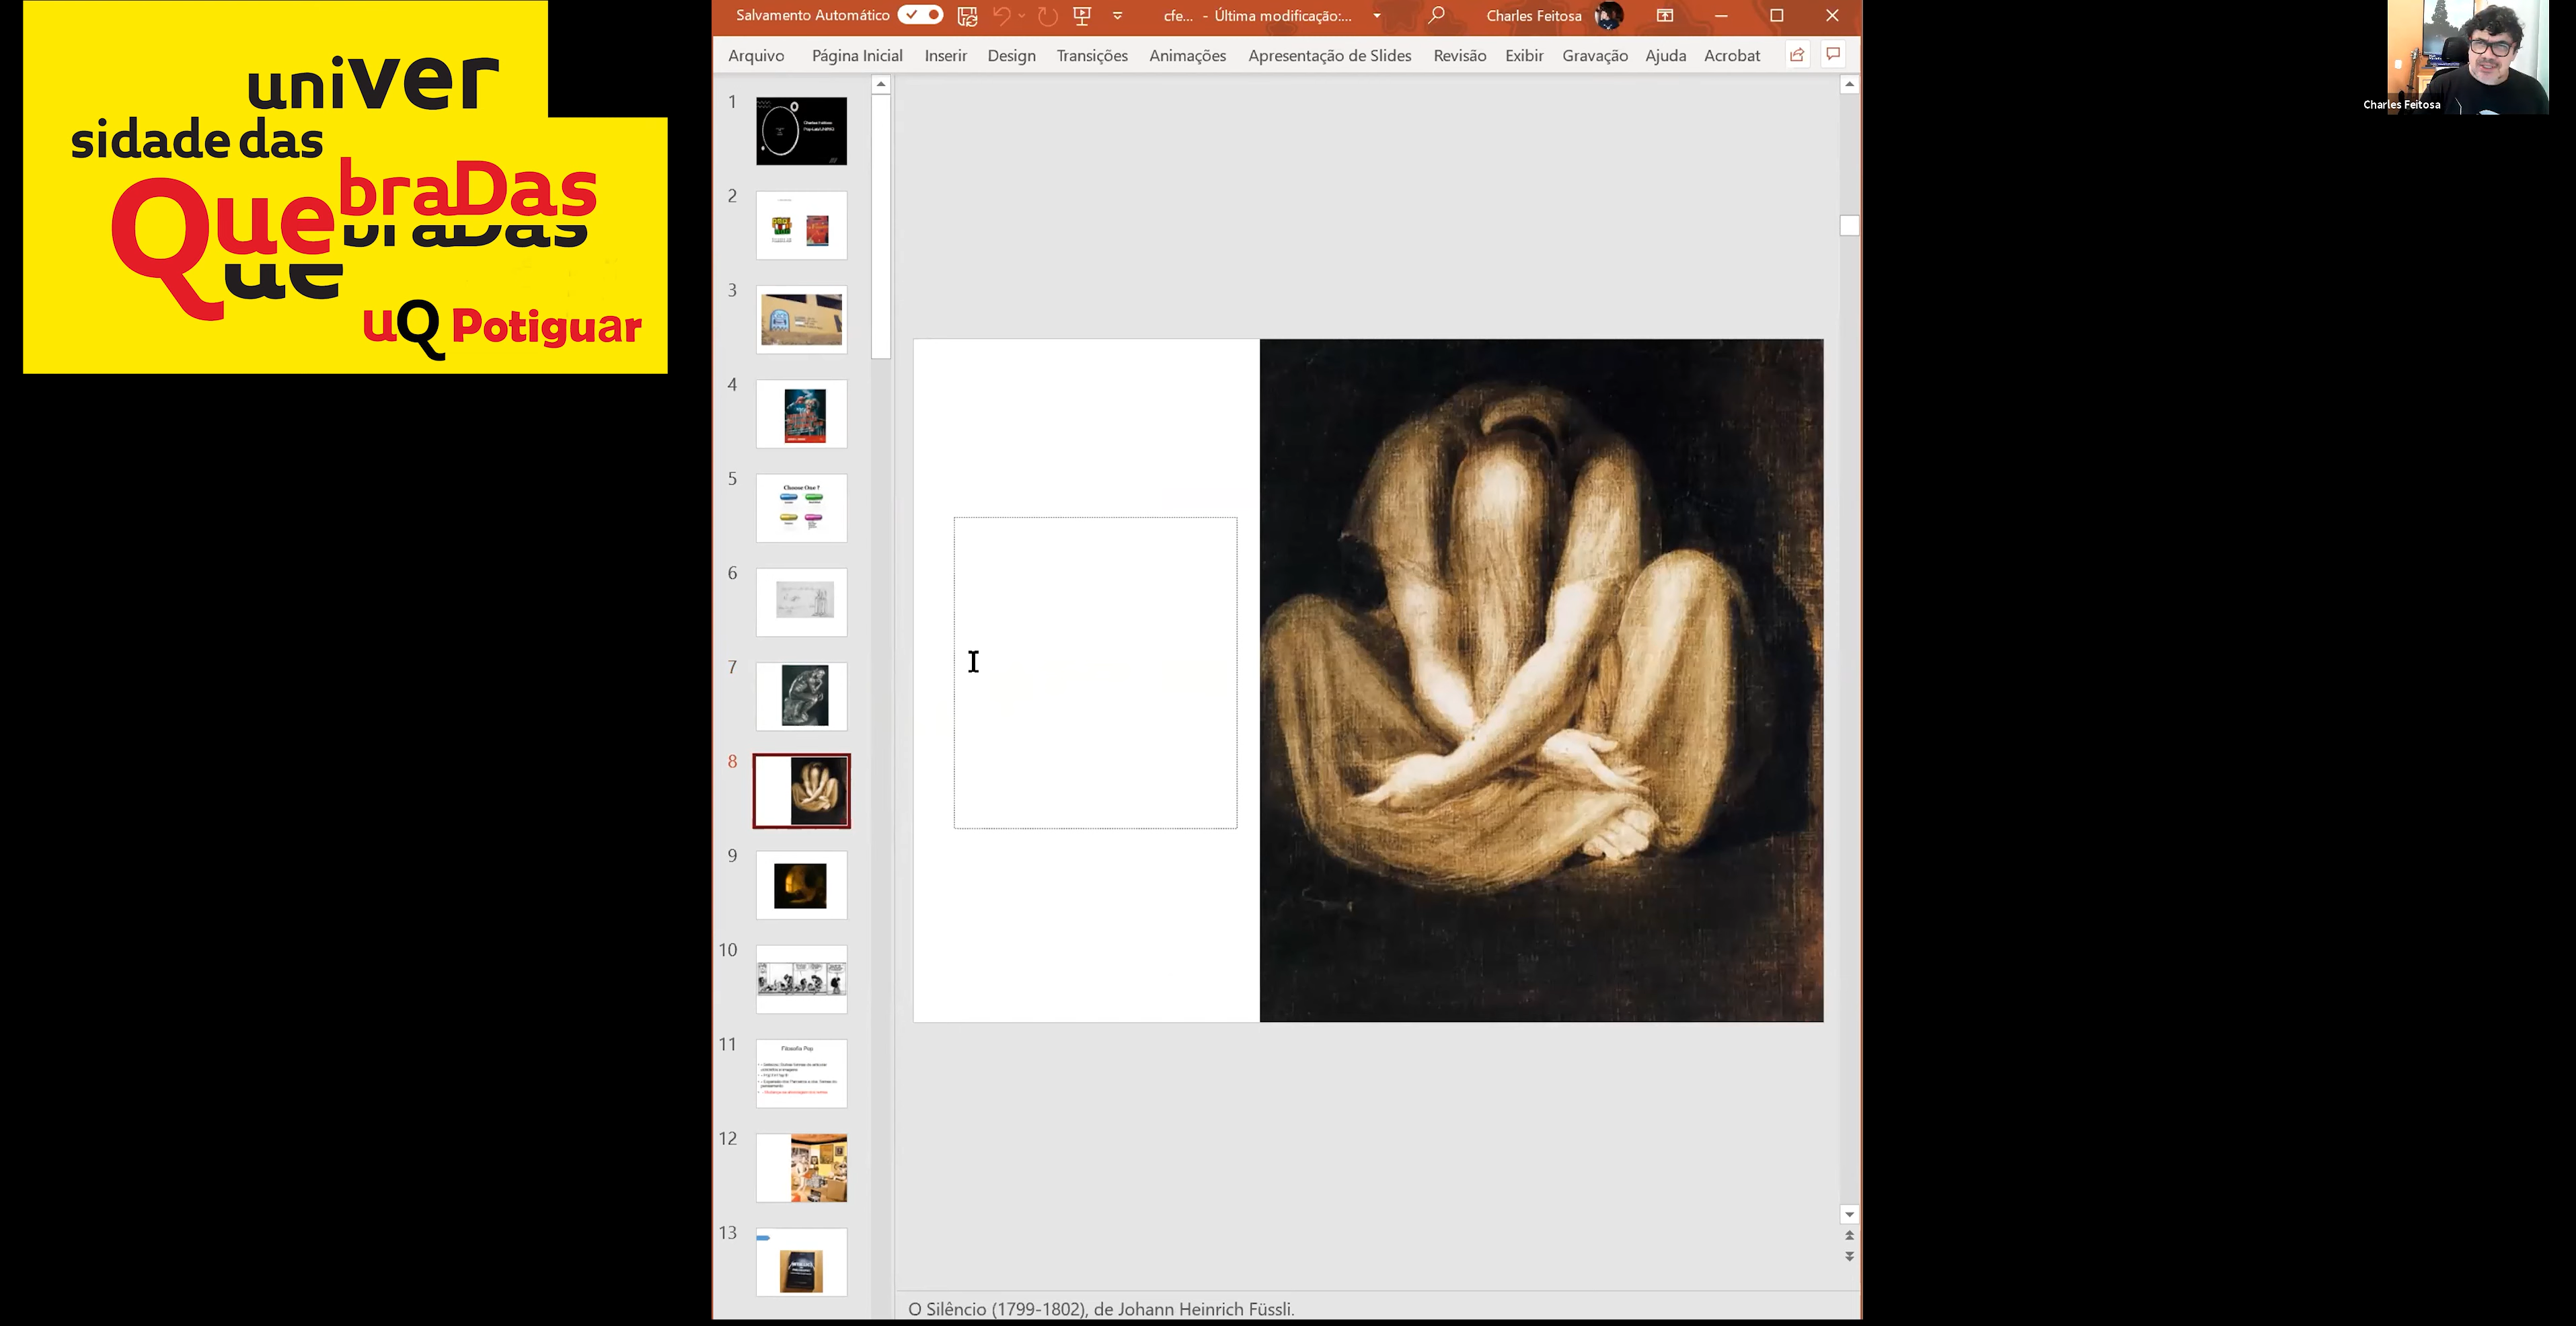 uniVer
sidade das
QuebraDas
uQ Potiguar
Salvamento Automático
cfe... - Última modificação:...
Charles Feitosa
Arquivo Página Inicial Inserir Design Transições Animações Apresentação de Slides Revisão Exibir Gravação Ajuda Acrobat
1
2
3
4
5
Choose One ?
6
7
8
9
10
11
Filosofia Pop
12
13
O Silêncio (1799-1802), de Johann Heinrich Füssli.
Charles Feitosa